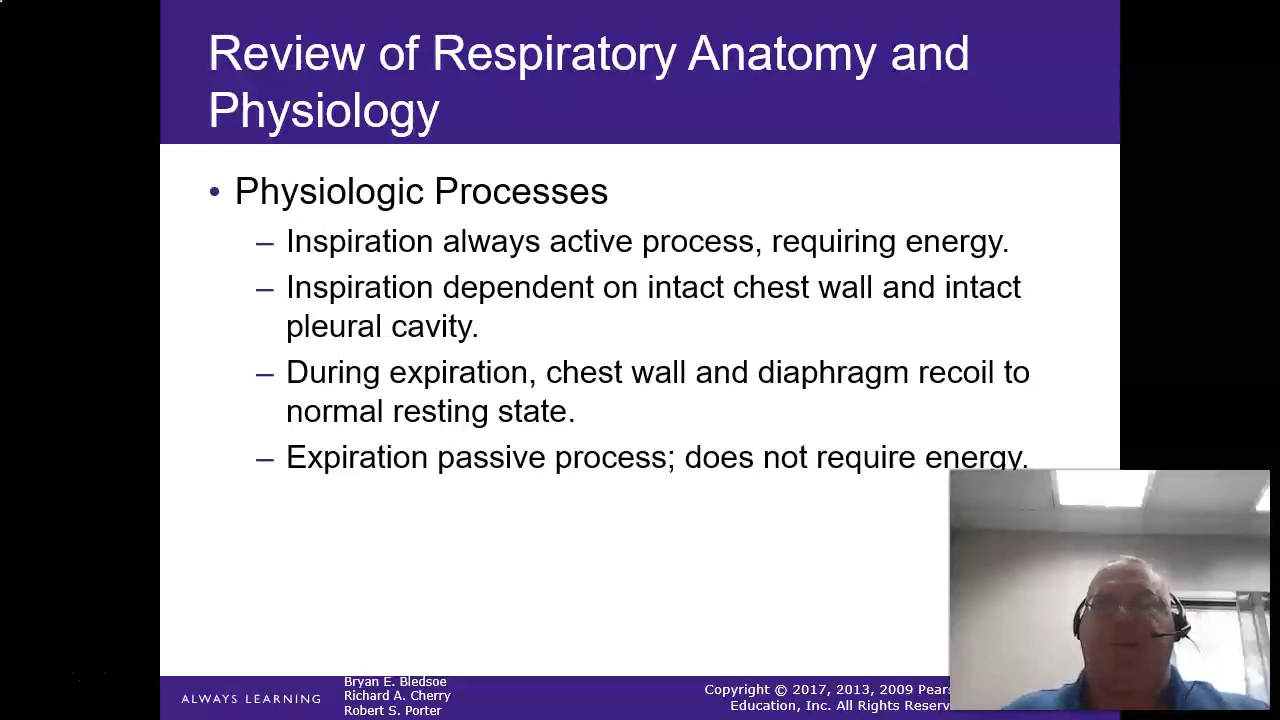 Review of Respiratory Anatomy and
Physiology
• Physiologic Processes
– Inspiration always active process, requiring energy.
– Inspiration dependent on intact chest wall and intact
pleural cavity.
– During expiration, chest wall and diaphragm recoil to
normal resting state.
– Expiration passive process; does not require energy.
ALWAYS LEARNING
Bryan E. Bledsoe
Richard A. Cherry
Robert S. Porter
Copyright © 2017, 2013, 2009
Education, Inc. All Rights